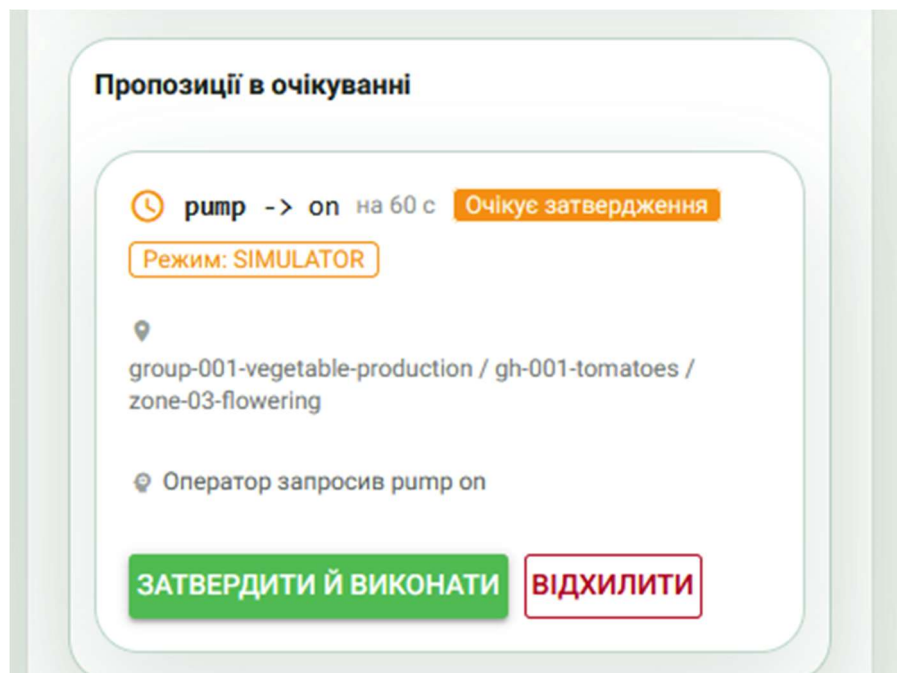 Пропозиції в очікуванні
pump -> on на 60 с Очікує затвердження
Режим: SIMULATOR
group-001-vegetable-production / gh-001-tomatoes /
zone-03-flowering
Оператор запросив pump on
ЗАТВЕРДИТИ Й ВИКОНАТИ ВІДХИЛИТИ